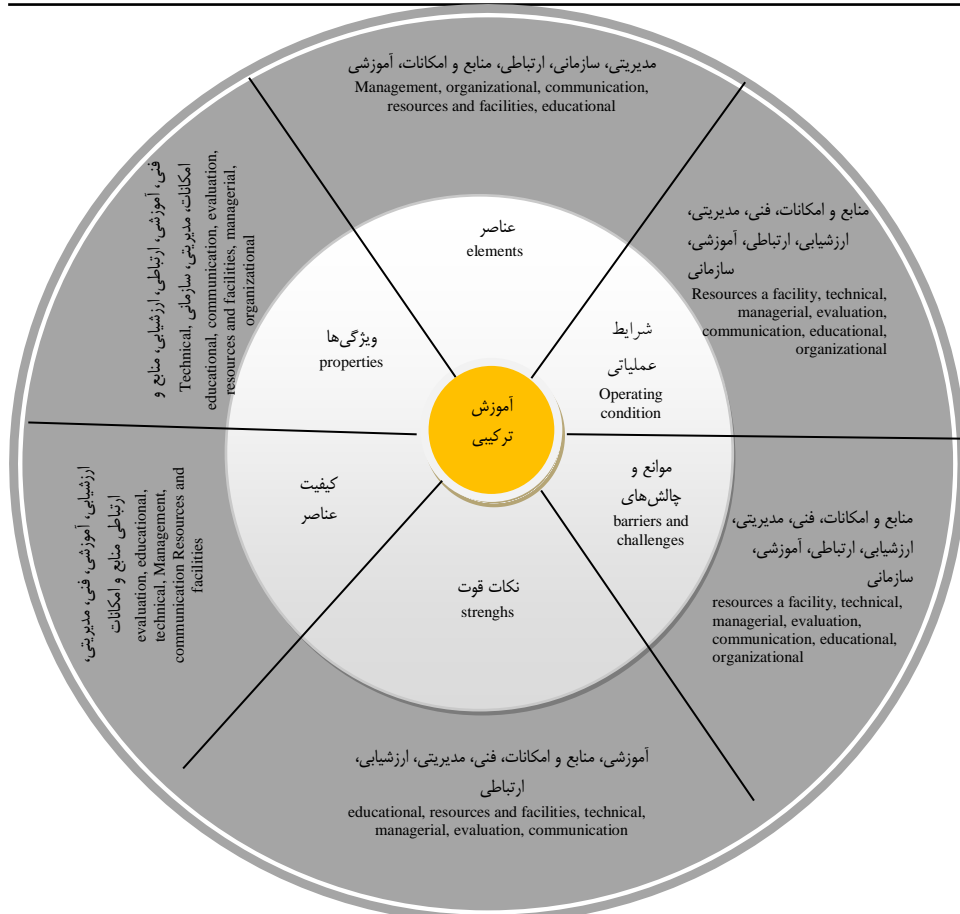 مدیریتی، سازمانی، ارتباطی، منابع و امکانات، آموزشی
Management, organizational, communication,
resources and facilities, educational
منابع و امکانات، فنی، مدیریتی،
ارزشیابی، ارتباطی، آموزشی،
سازمانی
Resources a facility, technical,
managerial, evaluation,
communication, educational,
organizational
فنی، آموزشی، ارتباطی، ارزشیابی، منابع و
امکانات، مدیریتی، سازمانی
Technical,
educational, communication, evaluation,
resources and facilities, managerial,
organizational
عناصر
elements
ویژگی‌ها
properties
شرایط
عملیاتی
Operating
condition
آموزش
ترکیبی
موانع و
چالش‌های
barriers and
challenges
کیفیت
عناصر
نکات قوت
strenghs
ارزشیابی، آموزشی، فنی، مدیریتی،
ارتباطی منابع و امکانات
evaluation, educational,
technical, Management,
communication Resources and
facilities
منابع و امکانات، فنی، مدیریتی،
ارزشیابی، ارتباطی، آموزشی،
سازمانی
resources a facility, technical,
managerial, evaluation,
communication, educational,
organizational
آموزشی، منابع و امکانات، فنی، مدیریتی، ارزشیابی،
ارتباطی
educational, resources and facilities, technical,
managerial, evaluation, communication